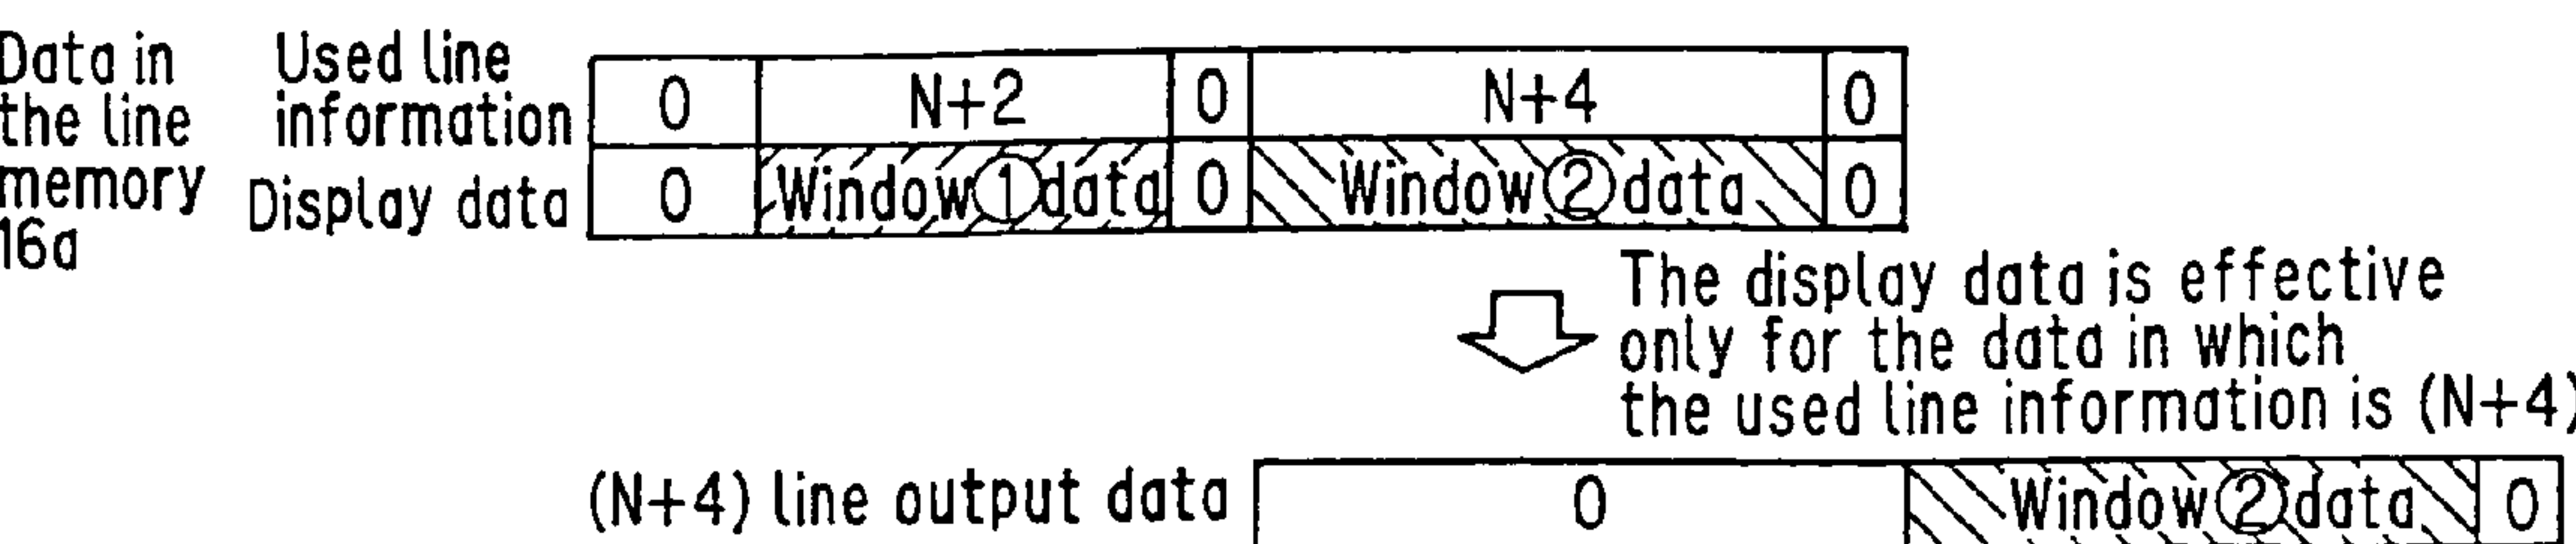 Data in the line memory 16a
Used line information
0 N+2 0 N+4 0
Display data
0 Window①data 0 Window②data 0
The display data is effective
only for the data in which
the used line information is (N+4)
(N+4) line output data
0 Window②data 0